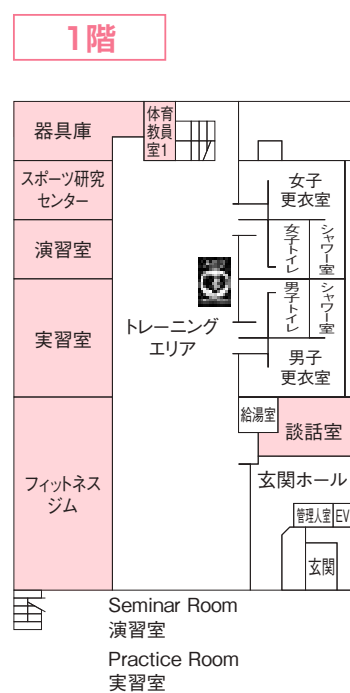 1階
器具庫
体育
教員
室1
スポーツ研究
センター
女子
更衣室
演習室
女子トイレ
シャワー室
男子トイレ
シャワー室
実習室
トレーニング
エリア
男子
更衣室
給湯室
談話室
フィットネス
ジム
玄関ホール
管理人室
EV
玄関
Seminar Room
演習室
Practice Room
実習室